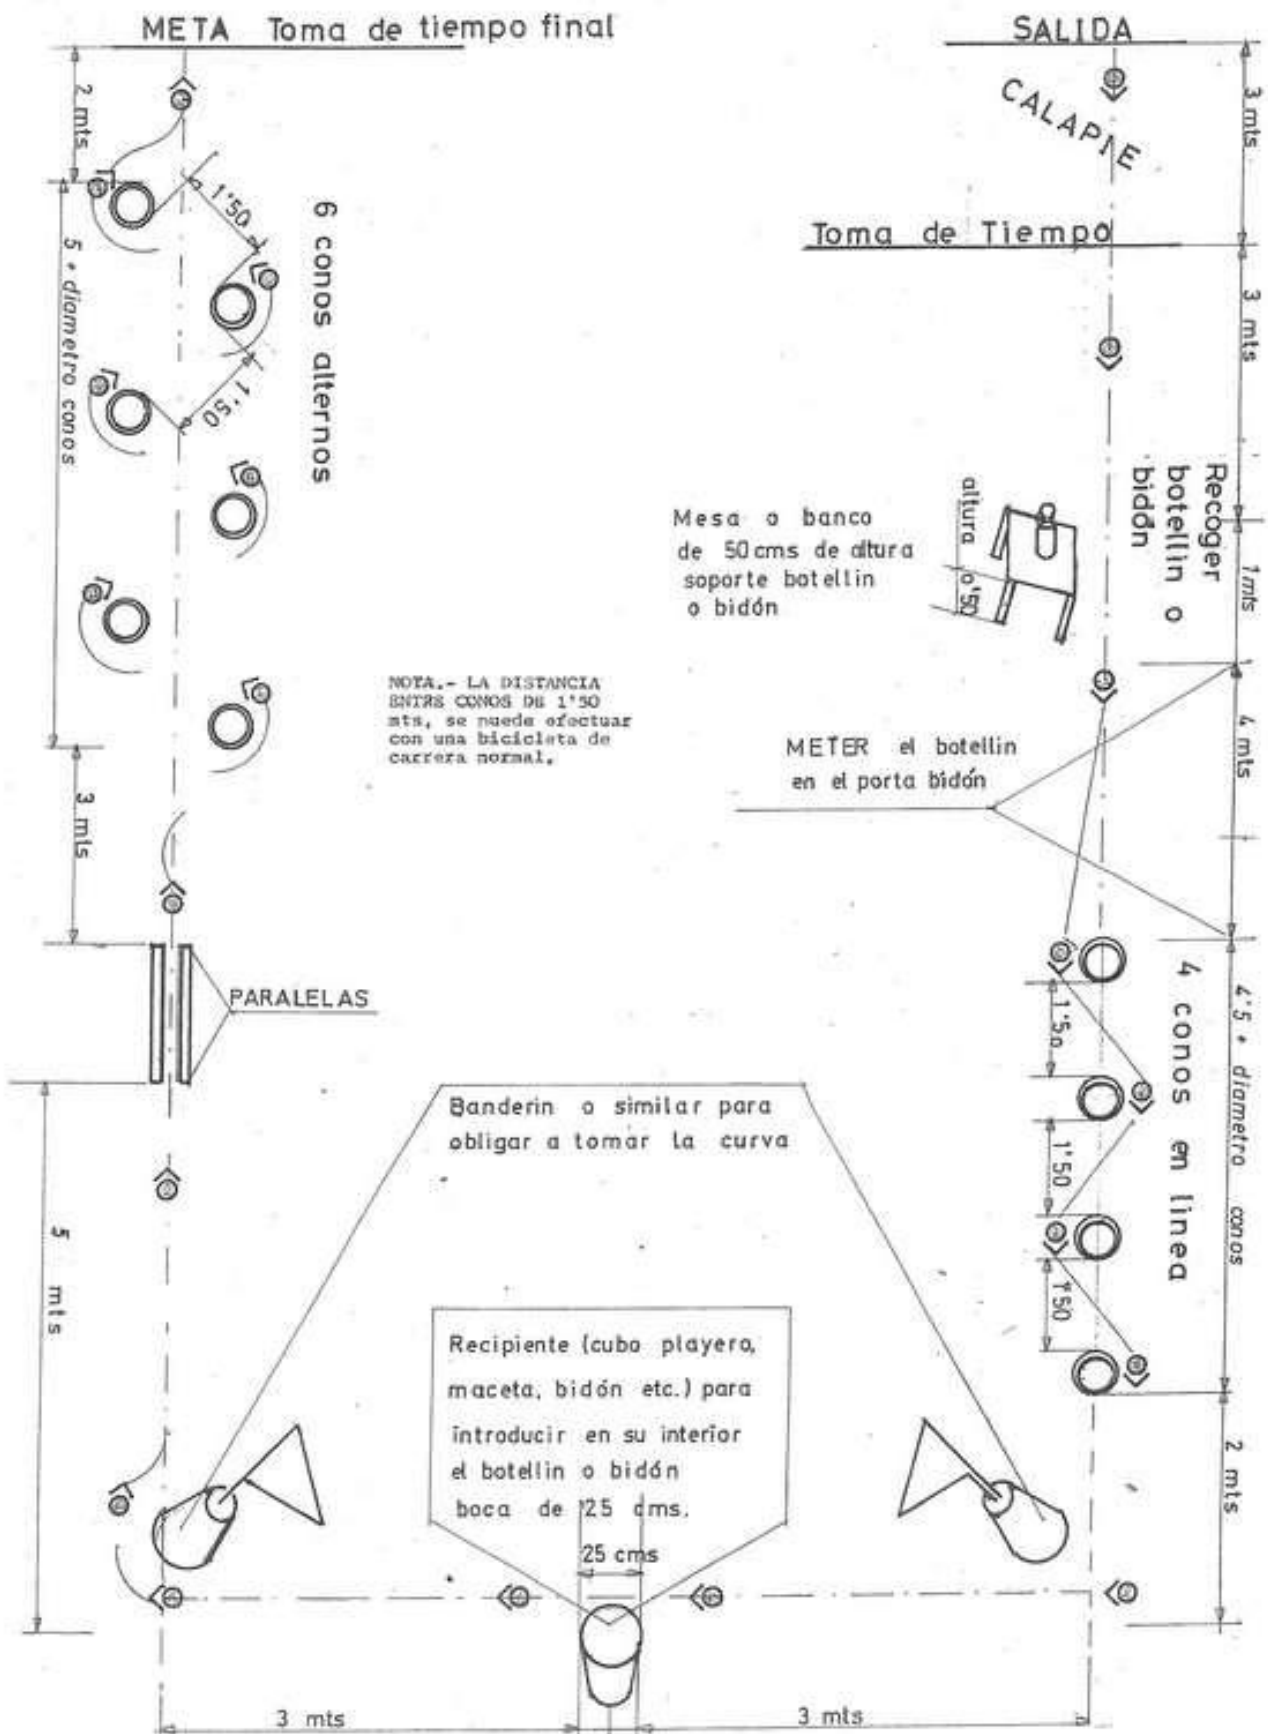 META Toma de tiempo final
SALIDA
CALAPIE
3 mts
2 mts
1'50
6 conos alternos
5 + diametro conos
1'50
Toma de Tiempo
3 mts
Recoger
botellin o
bidón
Mesa o banco
de 50cms de altura
soporte botellin
o bidón
altura 0'50
1mts
NOTA.- LA DISTANCIA
ENTRE CONOS DE 1'50
mts, se puede efectuar
con una bicicleta de
carrera normal.
METER el botellin
en el porta bidón
4 mts
3 mts
PARALELAS
4 conos en linea
4'5 + diametro conos
1'50
1'50
1'50
Banderin o similar para
obligar a tomar la curva
5 mts
Recipiente (cubo playero,
maceta, bidón etc.) para
introducir en su interior
el botellin o bidón
boca de 25 cms.
25 cms
2 mts
3 mts
3 mts